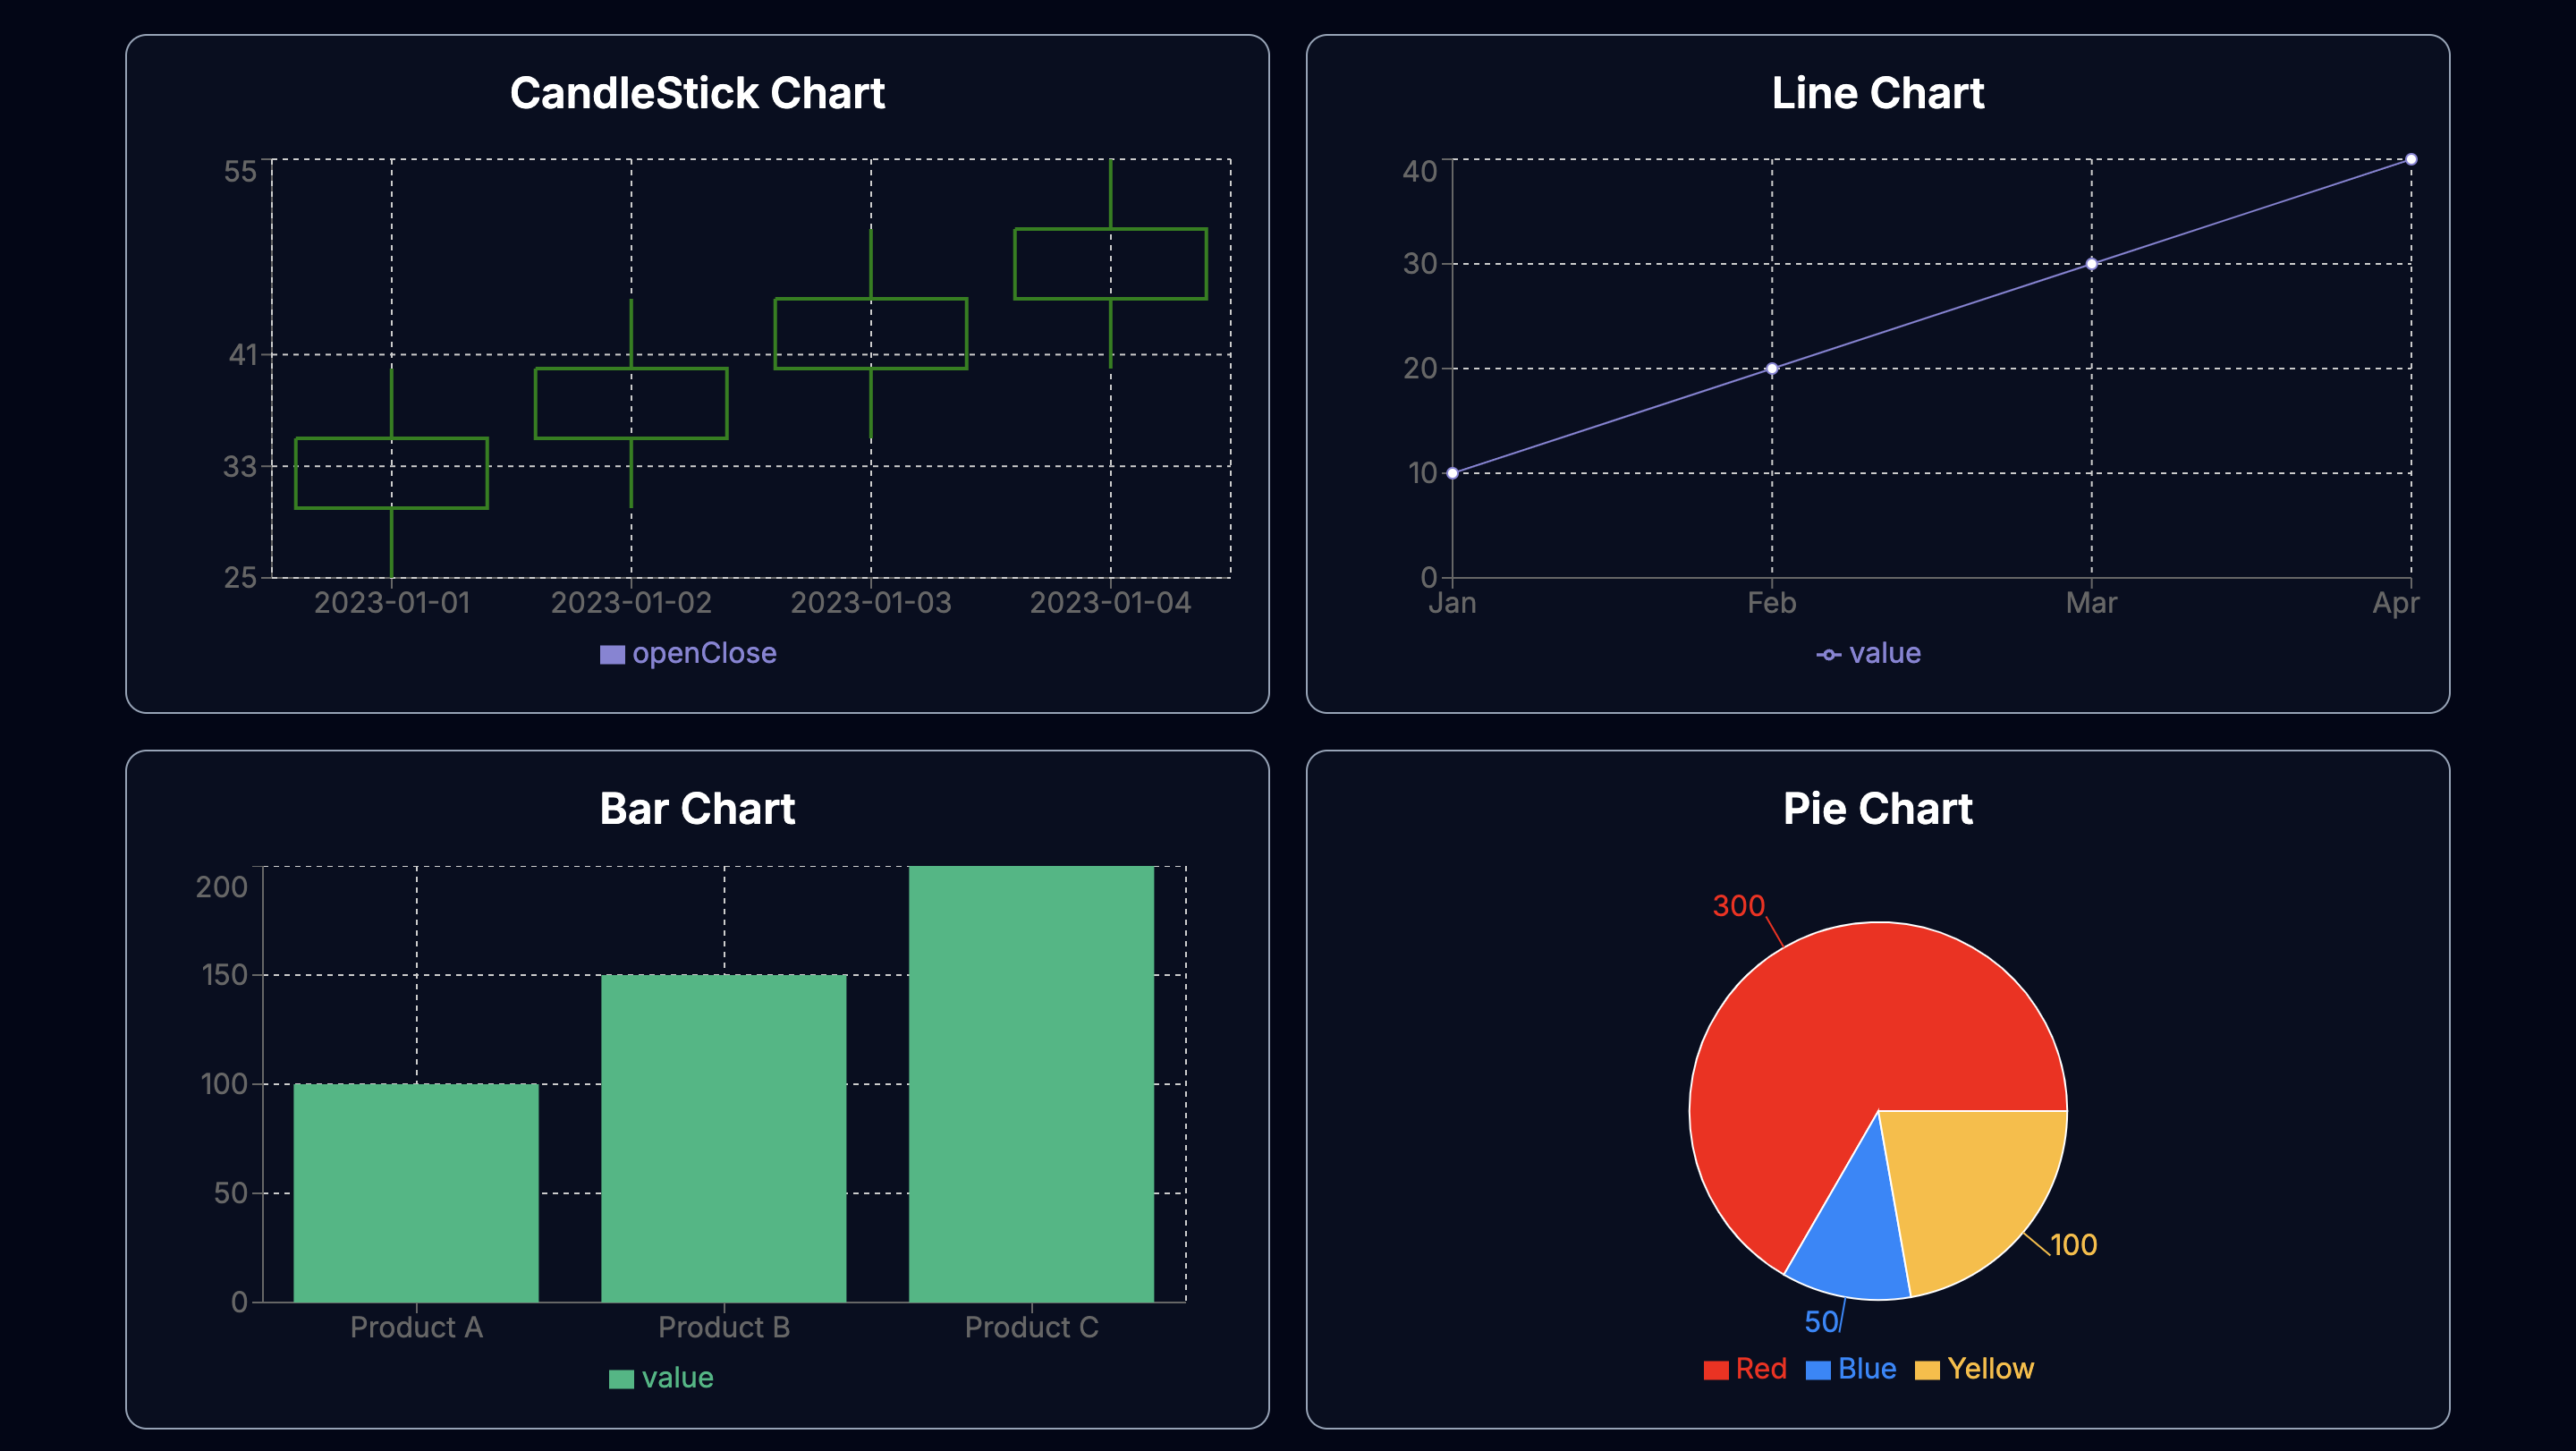 CandleStick Chart
55
41
33
25
2023-01-01 2023-01-02 2023-01-03 2023-01-04
openClose
Line Chart
40
30
20
10
0
Jan Feb Mar Apr
value
Bar Chart
200
150
100
50
0
Product A Product B Product C
value
Pie Chart
300
100
50
Red Blue Yellow